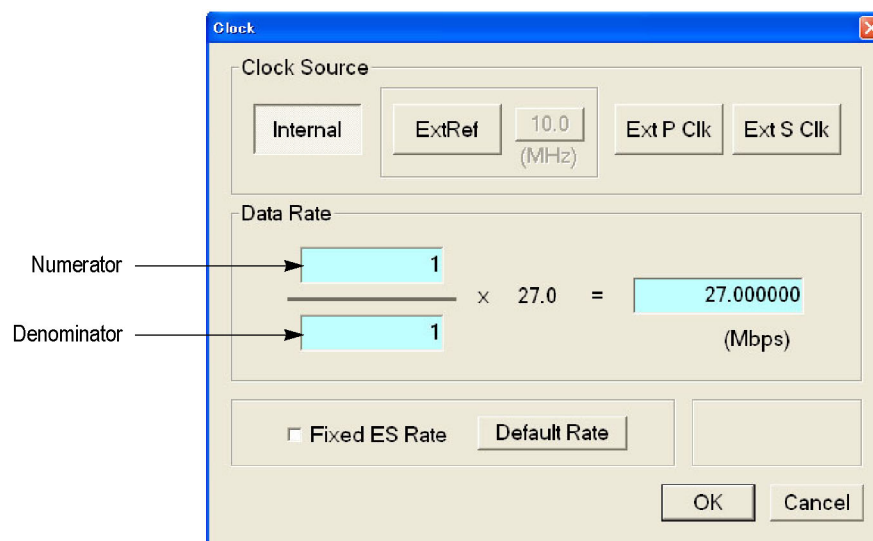 Clock
Clock Source
Internal
ExtRef
10.0
(MHz)
Ext P Clk
Ext S Clk
Data Rate
Numerator
1
x 27.0 = 27.000000
Denominator
1
(Mbps)
Fixed ES Rate
Default Rate
OK
Cancel